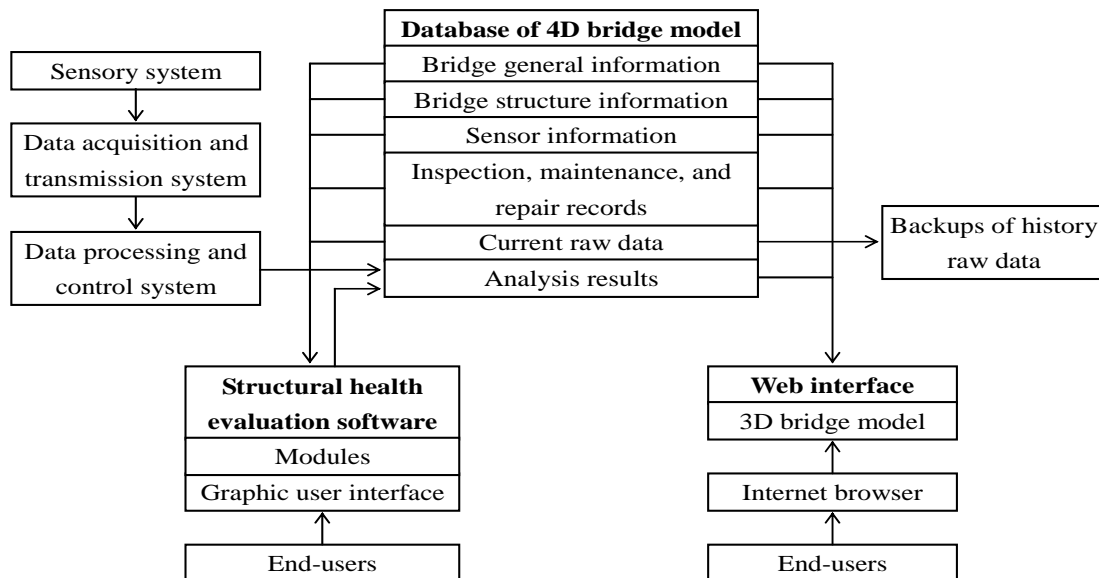 Sensory system
Data acquisition and
transmission system
Data processing and
control system
Database of 4D bridge model
Bridge general information
Bridge structure information
Sensor information
Inspection, maintenance, and
repair records
Current raw data
Analysis results
Backups of history
raw data
Structural health
evaluation software
Modules
Graphic user interface
End-users
Web interface
3D bridge model
Internet browser
End-users